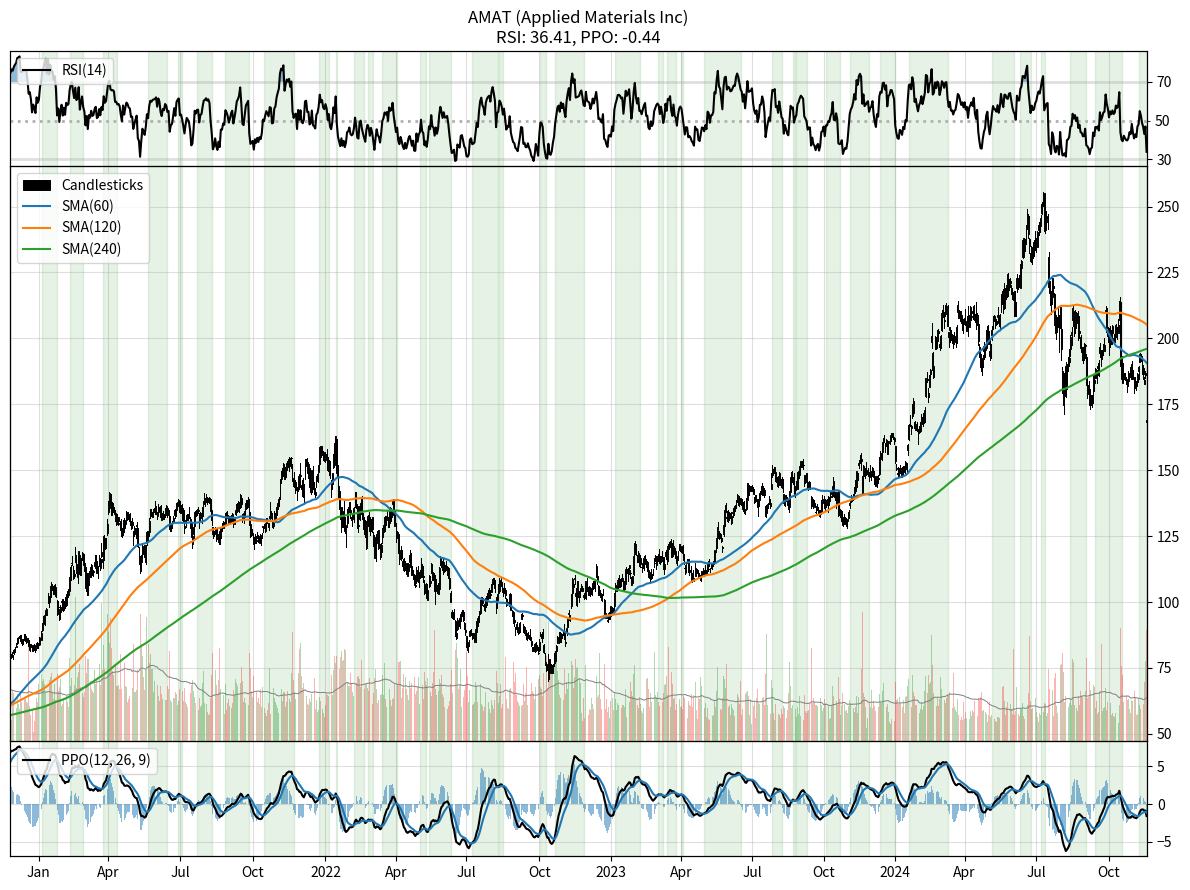 AMAT (Applied Materials Inc)
RSI: 36.41, PPO: -0.44
RSI(14)
70
50
30
Candlesticks
SMA(60)
SMA(120)
SMA(240)
250
225
200
175
150
125
100
75
50
PPO(12, 26, 9)
5
0
−5
Jan Apr Jul Oct 2022 Apr Jul Oct 2023 Apr Jul Oct 2024 Apr Jul Oct